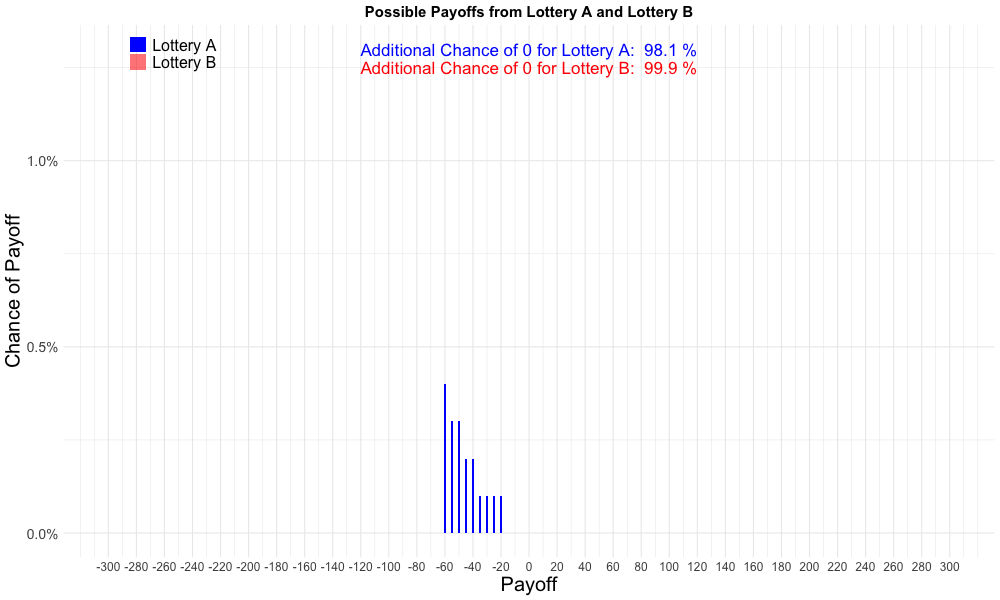 Possible Payoffs from Lottery A and Lottery B
Lottery A
Lottery B
Additional Chance of 0 for Lottery A:  98.1 %
Additional Chance of 0 for Lottery B:  99.9 %
Chance of Payoff
1.0%
0.5%
0.0%
-300 -280 -260 -240 -220 -200 -180 -160 -140 -120 -100 -80 -60 -40 -20 0 20 40 60 80 100 120 140 160 180 200 220 240 260 280 300
Payoff